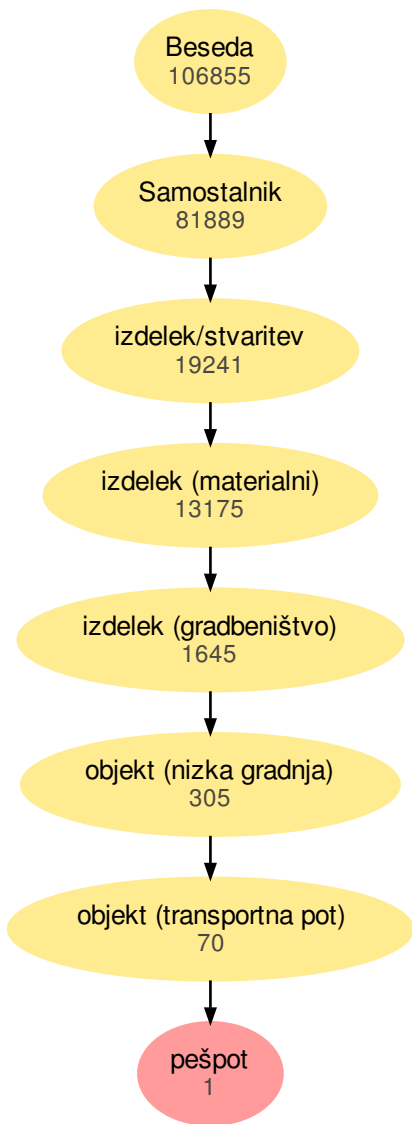 Beseda
106855
Samostalnik
81889
izdelek/stvaritev
19241
izdelek (materialni)
13175
izdelek (gradbeništvo)
1645
objekt (nizka gradnja)
305
objekt (transportna pot)
70
pešpot
1